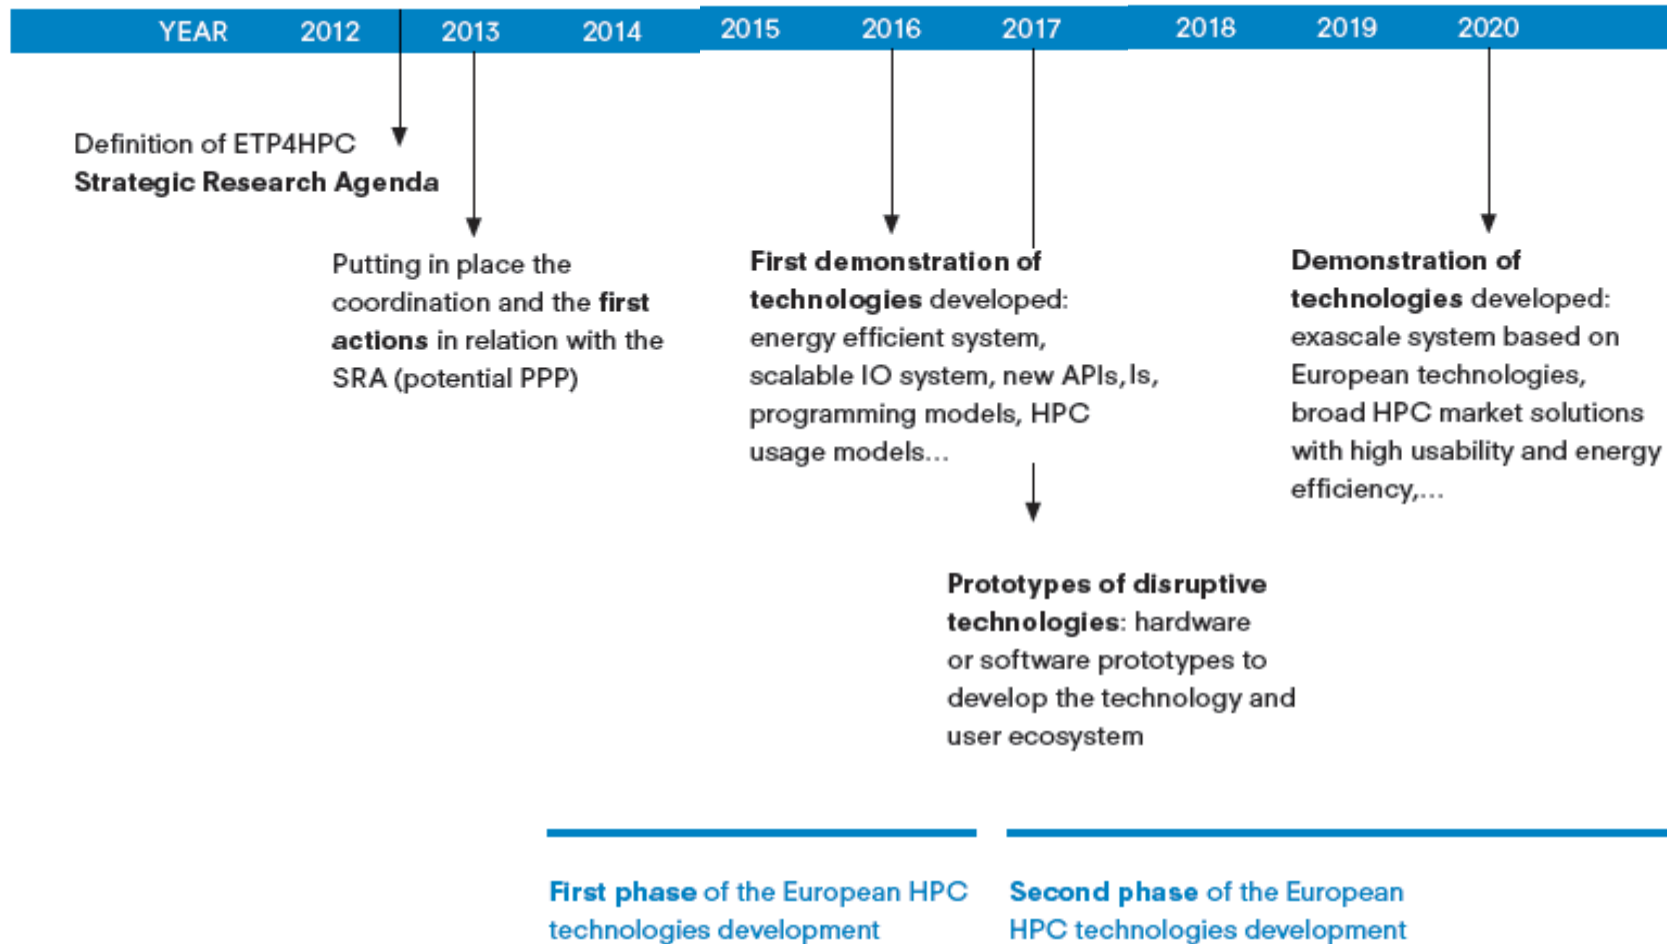 YEAR 2012 2013 2014 2015 2016 2017 2018 2019 2020
Definition of ETP4HPC
Strategic Research Agenda
Putting in place the
coordination and the first
actions in relation with the
SRA (potential PPP)
First demonstration of
technologies developed:
energy efficient system,
scalable IO system, new APIs, ls,
programming models, HPC
usage models…
Prototypes of disruptive
technologies: hardware
or software prototypes to
develop the technology and
user ecosystem
Demonstration of
technologies developed:
exascale system based on
European technologies,
broad HPC market solutions
with high usability and energy
efficiency,…
First phase of the European HPC
technologies development
Second phase of the European
HPC technologies development